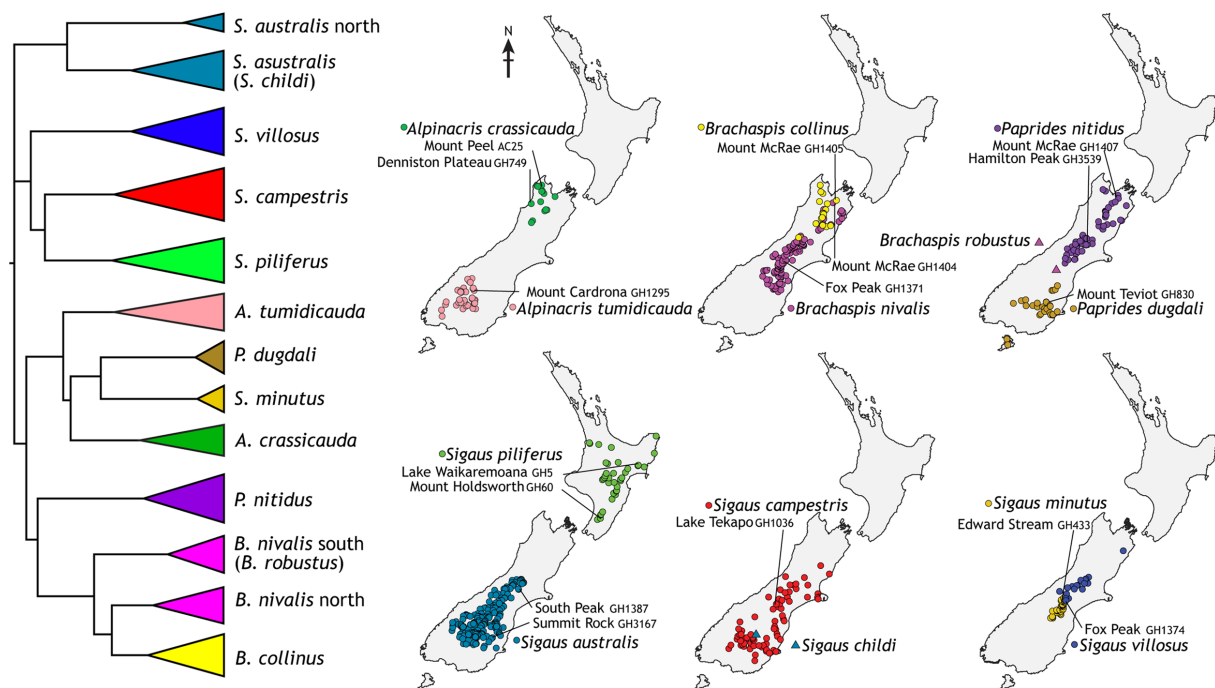 S. australis north
S. asustralis
(S. childi)
S. villosus
S. campestris
S. piliferus
A. tumidicauda
P. dugdali
S. minutus
A. crassicauda
P. nitidus
B. nivalis south
(B. robustus)
B. nivalis north
B. collinus
N
Alpinacris crassicauda
Mount Peel AC25
Denniston Plateau GH749
Mount Cardrona GH1295
Alpinacris tumidicauda
Brachaspis collinus
Mount McRae GH1405
Mount McRae GH1404
Fox Peak GH1371
Brachaspis nivalis
Paprides nitidus
Mount McRae GH1407
Hamilton Peak GH3539
Brachaspis robustus
Mount Teviot GH830
Paprides dugdali
Sigaus piliferus
Lake Waikaremoana GH5
Mount Holdsworth GH60
South Peak GH1387
Summit Rock GH3167
Sigaus australis
Sigaus campestris
Lake Tekapo GH1036
Sigaus childi
Sigaus minutus
Edward Stream GH433
Fox Peak GH1374
Sigaus villosus